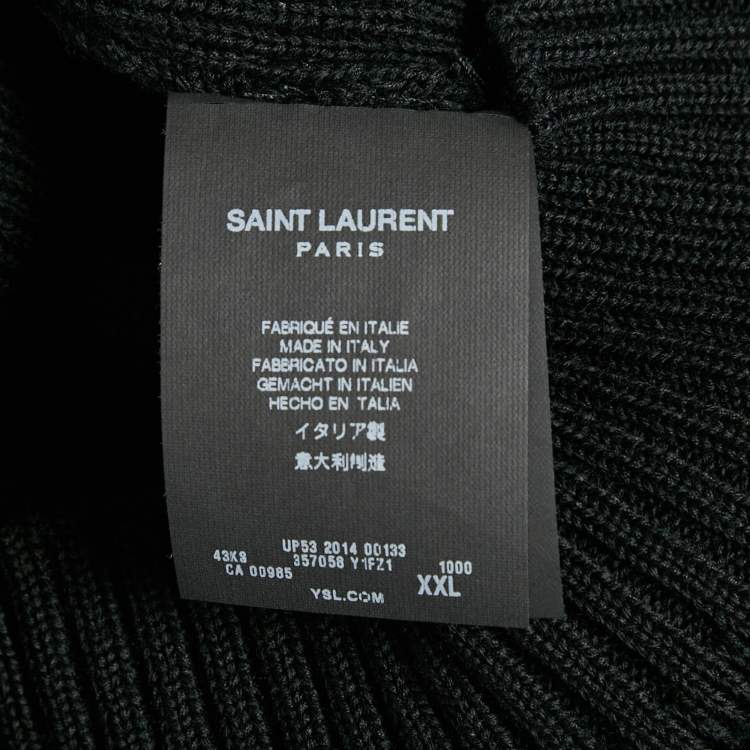 SAINT LAURENT
PARIS
FABRIQUÉ EN ITALIE
MADE IN ITALY
FABBRICATO IN ITALIA
GEMACHT IN ITALIEN
HECHO EN ITALIA
イタリア製
意大利制造
UP53 2014 00133
43K8 357058 Y1FZ1 1000
CA 00985 XXL
YSL.COM